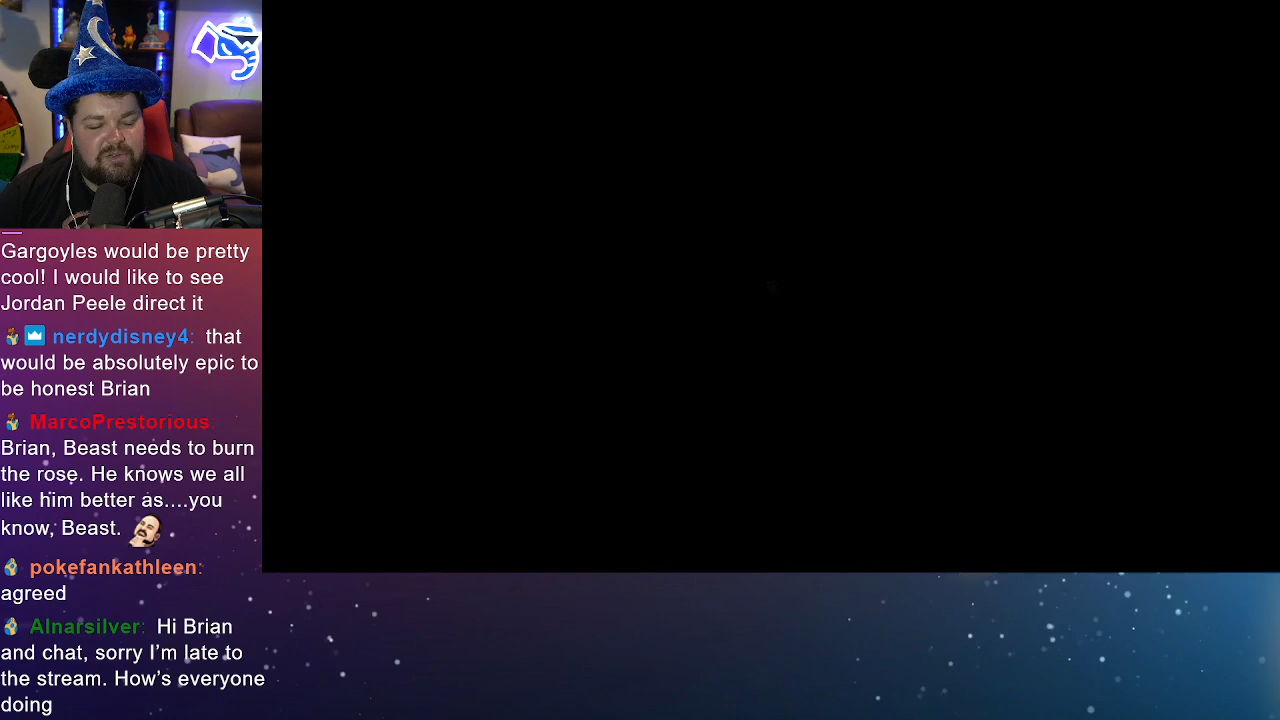 Gargoyles would be pretty
cool! I would like to see
Jordan Peele direct it
nerdydisney4: that
would be absolutely epic to
be honest Brian
MarcoPrestorious:
Brian, Beast needs to burn
the rose. He knows we all
like him better as....you
know, Beast.
pokefankathleen:
agreed
Alnarsilver: Hi Brian
and chat, sorry I'm late to
the stream. How's everyone
doing